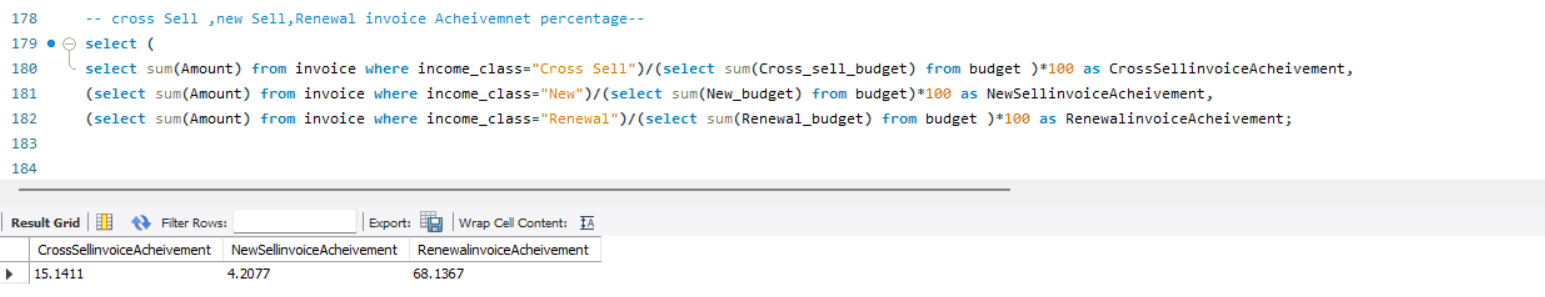 178 -- cross Sell ,new Sell,Renewal invoice Acheivemnet percentage--
179 select (
180 select sum(Amount) from invoice where income_class="Cross Sell")/(select sum(Cross_sell_budget) from budget )*100 as CrossSellinvoiceAcheivement,
181 (select sum(Amount) from invoice where income_class="New")/(select sum(New_budget) from budget)*100 as NewSellinvoiceAcheivement,
182 (select sum(Amount) from invoice where income_class="Renewal")/(select sum(Renewal_budget) from budget )*100 as RenewalinvoiceAcheivement;
183
184
Result Grid Filter Rows: Export: Wrap Cell Content: IA
CrossSellinvoiceAcheivement NewSellinvoiceAcheivement RenewalinvoiceAcheivement
15.1411 4.2077 68.1367